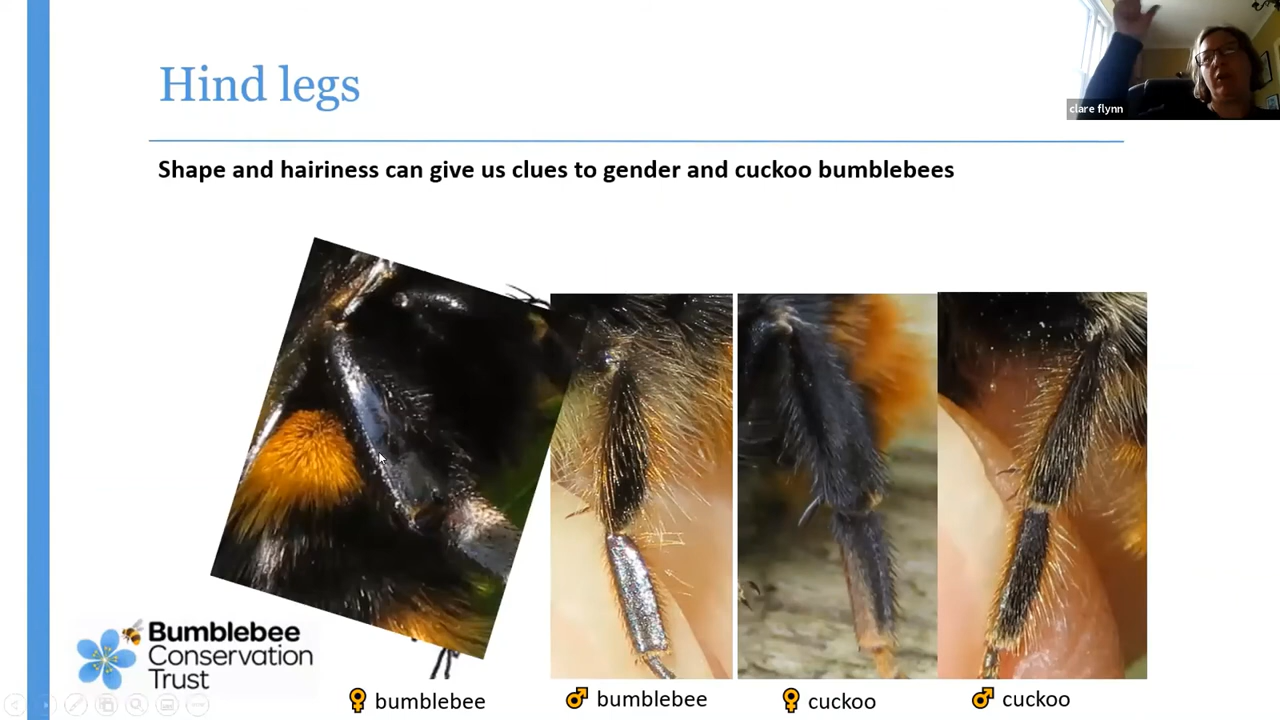 Hind legs
clare flynn
Shape and hairiness can give us clues to gender and cuckoo bumblebees
Bumblebee
Conservation
Trust
♀ bumblebee
♂ bumblebee
♀ cuckoo
♂ cuckoo